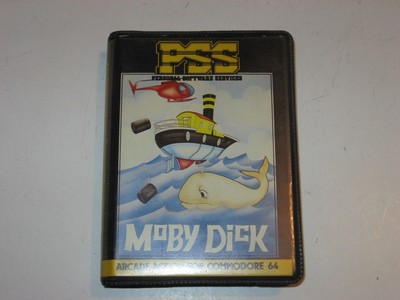 PSS
PERSONAL SOFTWARE SERVICES
MOBY DICK
ARCADE ACTION FOR COMMODORE 64